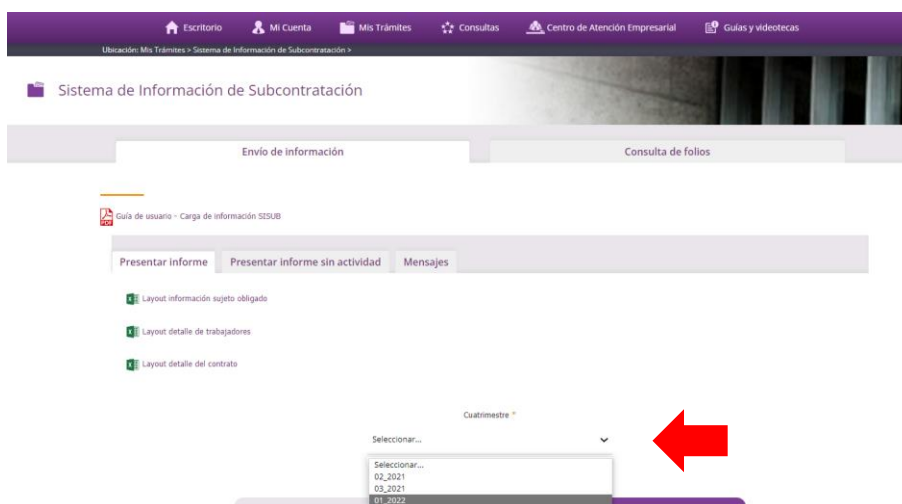 Escritorio Mi Cuenta Mis Trámites Consultas Centro de Atención Empresarial Guías y videotecas
Ubicación: Mis Trámites > Sistema de Información de Subcontratación >
Sistema de Información de Subcontratación
Envío de información Consulta de folios
PDF Guía de usuario - Carga de información SISUB
Presentar informe Presentar informe sin actividad Mensajes
Layout información sujeto obligado
Layout detalle de trabajadores
Layout detalle del contrato
Cuatrimestre *
Seleccionar...
Seleccionar...
02_2021
03_2021
01_2022